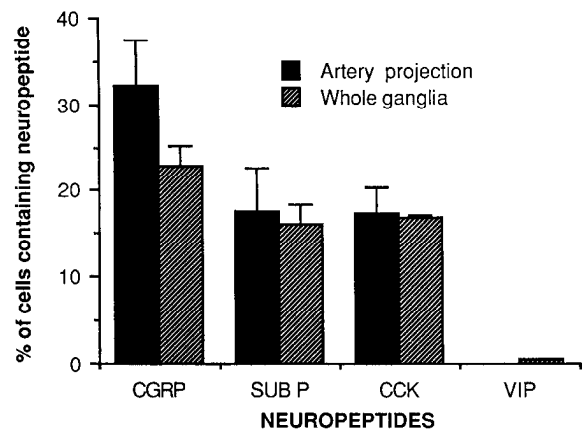 % of cells containing neuropeptide
40
30
20
10
0
Artery projection
Whole ganglia
CGRP SUB P CCK VIP
NEUROPEPTIDES